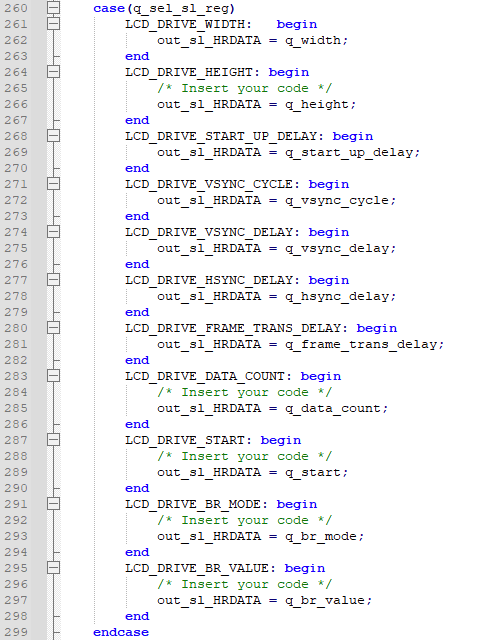 260 case(q_sel_sl_reg)
261 LCD_DRIVE_WIDTH: begin
262 out_sl_HRDATA = q_width;
263 end
264 LCD_DRIVE_HEIGHT: begin
265 /* Insert your code */
266 out_sl_HRDATA = q_height;
267 end
268 LCD_DRIVE_START_UP_DELAY: begin
269 out_sl_HRDATA = q_start_up_delay;
270 end
271 LCD_DRIVE_VSYNC_CYCLE: begin
272 out_sl_HRDATA = q_vsync_cycle;
273 end
274 LCD_DRIVE_VSYNC_DELAY: begin
275 out_sl_HRDATA = q_vsync_delay;
276 end
277 LCD_DRIVE_HSYNC_DELAY: begin
278 out_sl_HRDATA = q_hsync_delay;
279 end
280 LCD_DRIVE_FRAME_TRANS_DELAY: begin
281 out_sl_HRDATA = q_frame_trans_delay;
282 end
283 LCD_DRIVE_DATA_COUNT: begin
284 /* Insert your code */
285 out_sl_HRDATA = q_data_count;
286 end
287 LCD_DRIVE_START: begin
288 /* Insert your code */
289 out_sl_HRDATA = q_start;
290 end
291 LCD_DRIVE_BR_MODE: begin
292 /* Insert your code */
293 out_sl_HRDATA = q_br_mode;
294 end
295 LCD_DRIVE_BR_VALUE: begin
296 /* Insert your code */
297 out_sl_HRDATA = q_br_value;
298 end
299 endcase